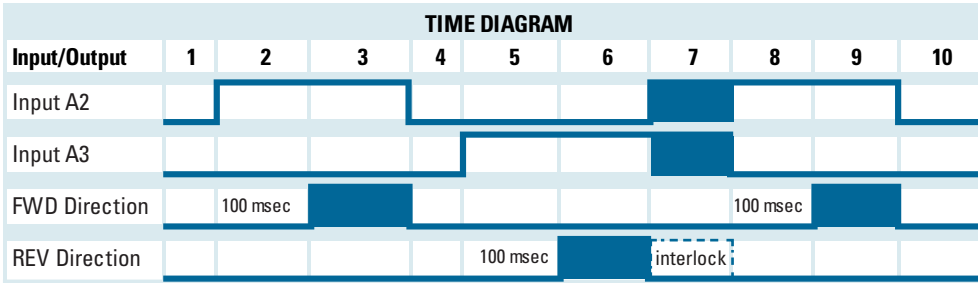 TIME DIAGRAM
Input/Output 1 2 3 4 5 6 7 8 9 10
Input A2
Input A3
FWD Direction 100 msec 100 msec
REV Direction 100 msec interlock